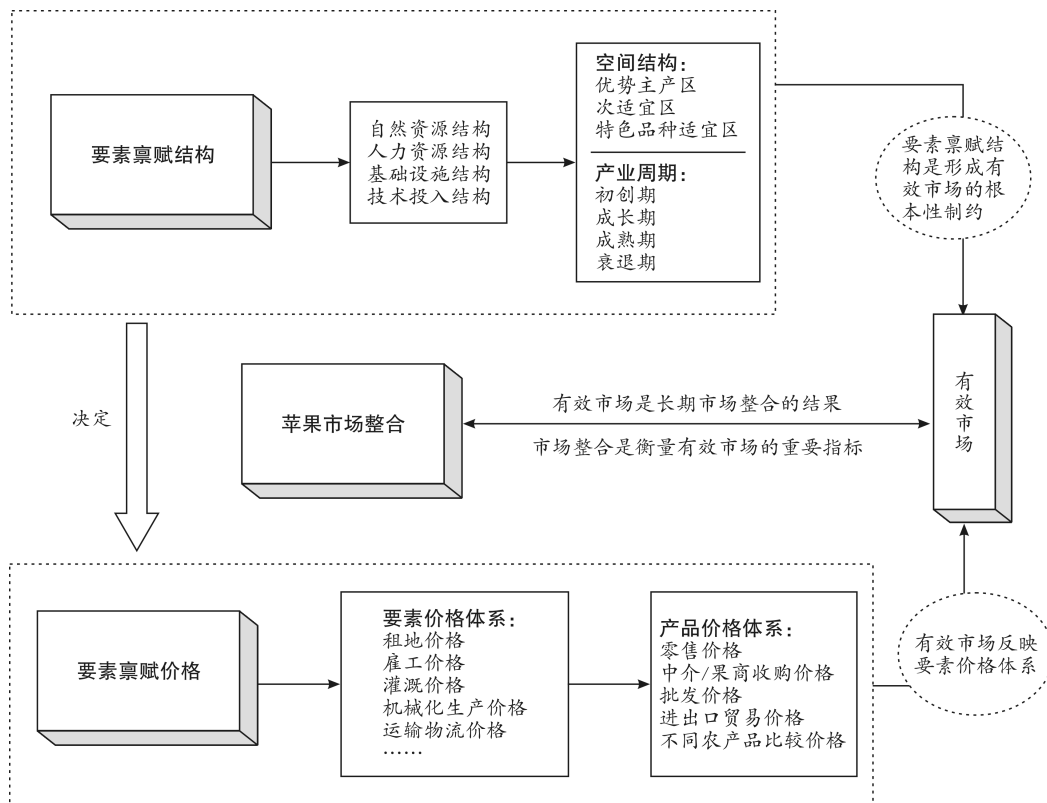 要素禀赋结构
自然资源结构
人力资源结构
基础设施结构
技术投入结构
空间结构：
优势主产区
次适宜区
特色品种适宜区
产业周期：
初创期
成长期
成熟期
衰退期
要素禀赋结
构是形成有
效市场的根
本性制约
决定
苹果市场整合
有效市场是长期市场整合的结果
市场整合是衡量有效市场的重要指标
有效市场
要素禀赋价格
要素价格体系：
租地价格
雇工价格
灌溉价格
机械化生产价格
运输物流价格
……
产品价格体系：
零售价格
中介/果商收购价格
批发价格
进出口贸易价格
不同农产品比较价格
有效市场反映
要素价格体系